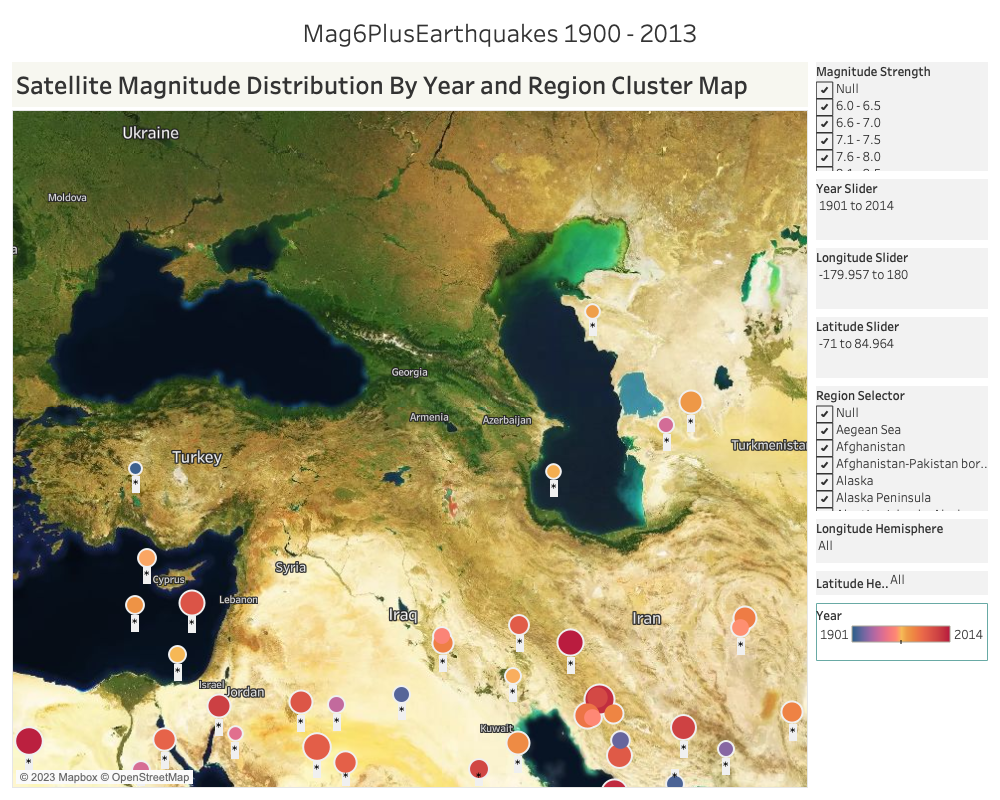 Mag6PlusEarthquakes 1900 - 2013
Satellite Magnitude Distribution By Year and Region Cluster Map
Ukraine
Moldova
a
Georgia
Armenia
Azerbaijan
Turkmenista
Turkey
Cyprus
Syria
Lebanon
Iraq
Iran
Israel
Jordan
Kuwait
© 2023 Mapbox © OpenStreetMap
Magnitude Strength
Null
6.0 - 6.5
6.6 - 7.0
7.1 - 7.5
7.6 - 8.0
Year Slider
1901 to 2014
Longitude Slider
-179.957 to 180
Latitude Slider
-71 to 84.964
Region Selector
Null
Aegean Sea
Afghanistan
Afghanistan-Pakistan bor..
Alaska
Alaska Peninsula
Longitude Hemisphere
All
Latitude He.. All
Year
1901 2014